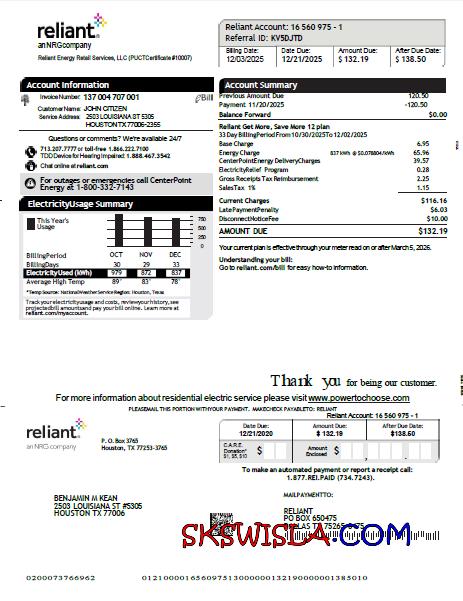 reliant
an NRG company
Reliant Energy Retail Services, LLC (PUCT Certificate #10007)
Reliant Account: 16 560 975 - 1
Referral ID: KV5DJTD
Billing Date: Date Due: Amount Due: After Due Date:
12/03/2025 12/21/2025 $ 132.19 $ 138.50
Account Information
Invoice Number: 137 004 707 001 eBill
Customer Name: JOHN CITIZEN
Service Address: 2503 LOUISIANA ST 5305
HOUSTON TX 77006-2355
Questions or comments? We're available 24/7
713.207.7777 or toll-free 1.866.222.7100
TDD Device for Hearing Impaired: 1.888.467.3542
Chat online at reliant.com
For outages or emergencies call CenterPoint
Energy at 1-800-332-7143
Electricity Usage Summary
This Year's
Usage
750
500
250
0
Billing Period OCT NOV DEC
Billing Days 30 29 33
Electricity Used (kWh) 979 872 837
Average High Temp 89° 83° 78°
*Temp Source: National Weather Service Region: Houston, Texas
Track your electricity usage and costs, review your history, see
projected bill amounts and pay your bill online. Learn more at
reliant.com/myaccount.
Account Summary
Previous Amount Due 120.50
Payment 11/20/2025 -120.50
Balance Forward $0.00
Reliant Get More, Save More 12 plan
33 Day Billing Period From 10/30/2025 To 12/02/2025
Base Charge 6.95
Energy Charge 837 kWh @ $0.078804/kWh 65.96
CenterPoint Energy Delivery Charges 39.57
Electricity Relief Program 0.28
Gross Receipts Tax Reimbursement 2.25
Sales Tax 1% 1.15
Current Charges $116.16
Late Payment Penalty $6.03
Disconnect Notice Fee $10.00
AMOUNT DUE $132.19
Your current plan is effective through your meter read on or after March 5, 2026.
Understanding your bill:
Go to reliant.com/bill for easy how-to information.
Thank you for being our customer.
For more information about residential electric service please visit www.powertochoose.com
PLEASE MAIL THIS PORTION WITH YOUR PAYMENT. MAKE CHECK PAYABLE TO: RELIANT
Reliant Account: 16 560 975 - 1
reliant
an NRG company
P. O. Box 3765
Houston, TX 77253-3765
Date Due: Amount Due: After Due Date:
12/21/2020 $ 132.19 $138.50
C.A.R.E.
Donation*
$1, $5, $10
$
Amount
Enclosed
$
To make an automated payment or report a receipt call:
1.877.REI.PAID (734.7243).
BENJAMIN M KEAN
2503 LOUISIANA ST #5305
HOUSTON TX 77006
MAIL PAYMENT TO:
RELIANT
PO BOX 650475
DALLAS TX 75265-0475
SKSWISDA.COM
0200073766962 012100001656097513000000132190000001385010